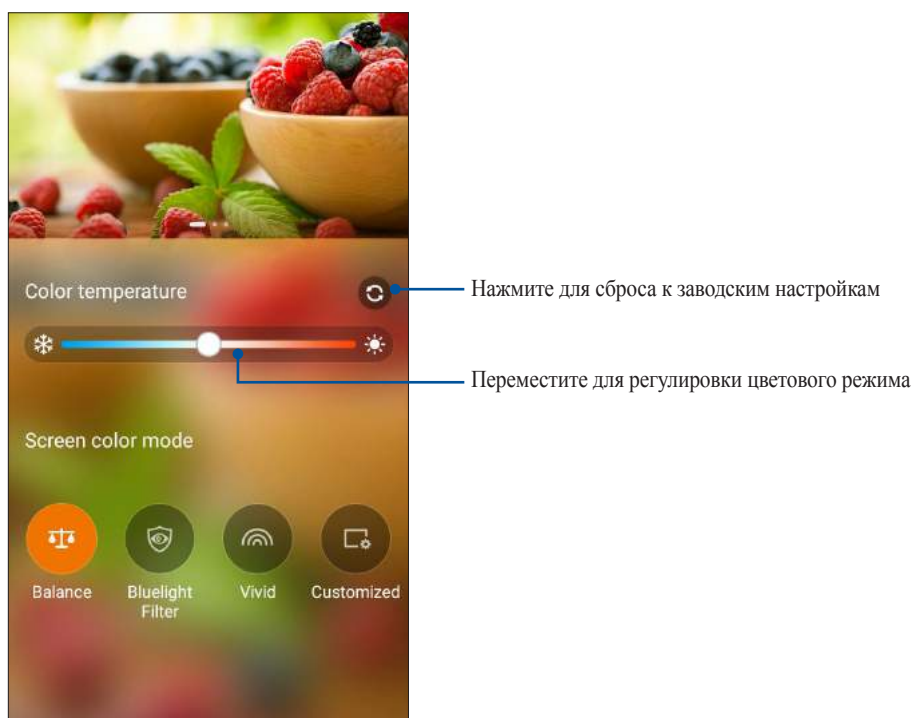 Color temperature
Нажмите для сброса к заводским настройкам
Переместите для регулировки цветового режима
Screen color mode
Balance
Bluelight
Filter
Vivid
Customized